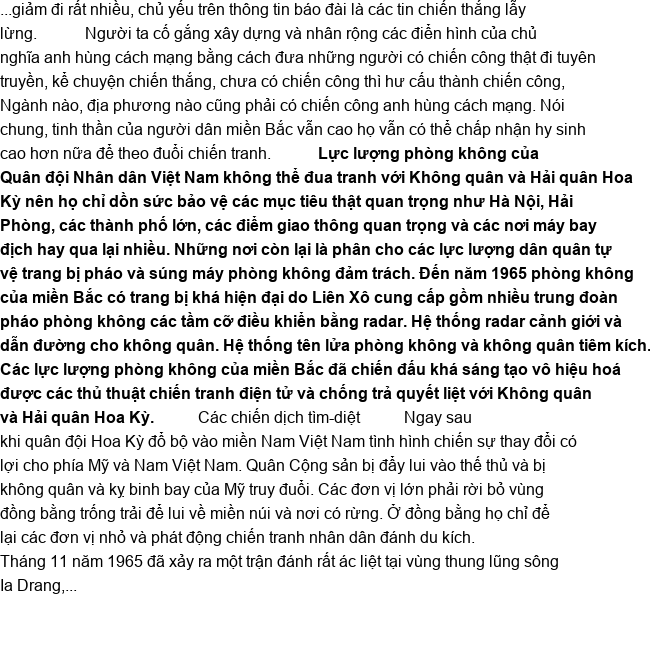 ...giảm đi rất nhiều, chủ yếu trên thông tin báo đài là các tin chiến thắng lẫy
lừng. Người ta cố gắng xây dựng và nhân rộng các điển hình của chủ
nghĩa anh hùng cách mạng bằng cách đưa những người có chiến công thật đi tuyên
truyền, kể chuyện chiến thắng, chưa có chiến công thì hư cấu thành chiến công,
Ngành nào, địa phương nào cũng phải có chiến công anh hùng cách mạng. Nói
chung, tinh thần của người dân miền Bắc vẫn cao họ vẫn có thể chấp nhận hy sinh
cao hơn nữa để theo đuổi chiến tranh. Lực lượng phòng không của
Quân đội Nhân dân Việt Nam không thể đua tranh với Không quân và Hải quân Hoa
Kỳ nên họ chỉ dồn sức bảo vệ các mục tiêu thật quan trọng như Hà Nội, Hải
Phòng, các thành phố lớn, các điểm giao thông quan trọng và các nơi máy bay
địch hay qua lại nhiều. Những nơi còn lại là phân cho các lực lượng dân quân tự
vệ trang bị pháo và súng máy phòng không đảm trách. Đến năm 1965 phòng không
của miền Bắc có trang bị khá hiện đại do Liên Xô cung cấp gồm nhiều trung đoàn
pháo phòng không các tầm cỡ điều khiển bằng radar. Hệ thống radar cảnh giới và
dẫn đường cho không quân. Hệ thống tên lửa phòng không và không quân tiêm kích.
Các lực lượng phòng không của miền Bắc đã chiến đấu khá sáng tạo vô hiệu hoá
được các thủ thuật chiến tranh điện tử và chống trả quyết liệt với Không quân
và Hải quân Hoa Kỳ. Các chiến dịch tìm-diệt Ngay sau
khi quân đội Hoa Kỳ đổ bộ vào miền Nam Việt Nam tình hình chiến sự thay đổi có
lợi cho phía Mỹ và Nam Việt Nam. Quân Cộng sản bị đẩy lui vào thế thủ và bị
không quân và kỵ binh bay của Mỹ truy đuổi. Các đơn vị lớn phải rời bỏ vùng
đồng bằng trống trải để lui về miền núi và nơi có rừng. Ở đồng bằng họ chỉ để
lại các đơn vị nhỏ và phát động chiến tranh nhân dân đánh du kích.
Tháng 11 năm 1965 đã xảy ra một trận đánh rất ác liệt tại vùng thung lũng sông
Ia Drang,...